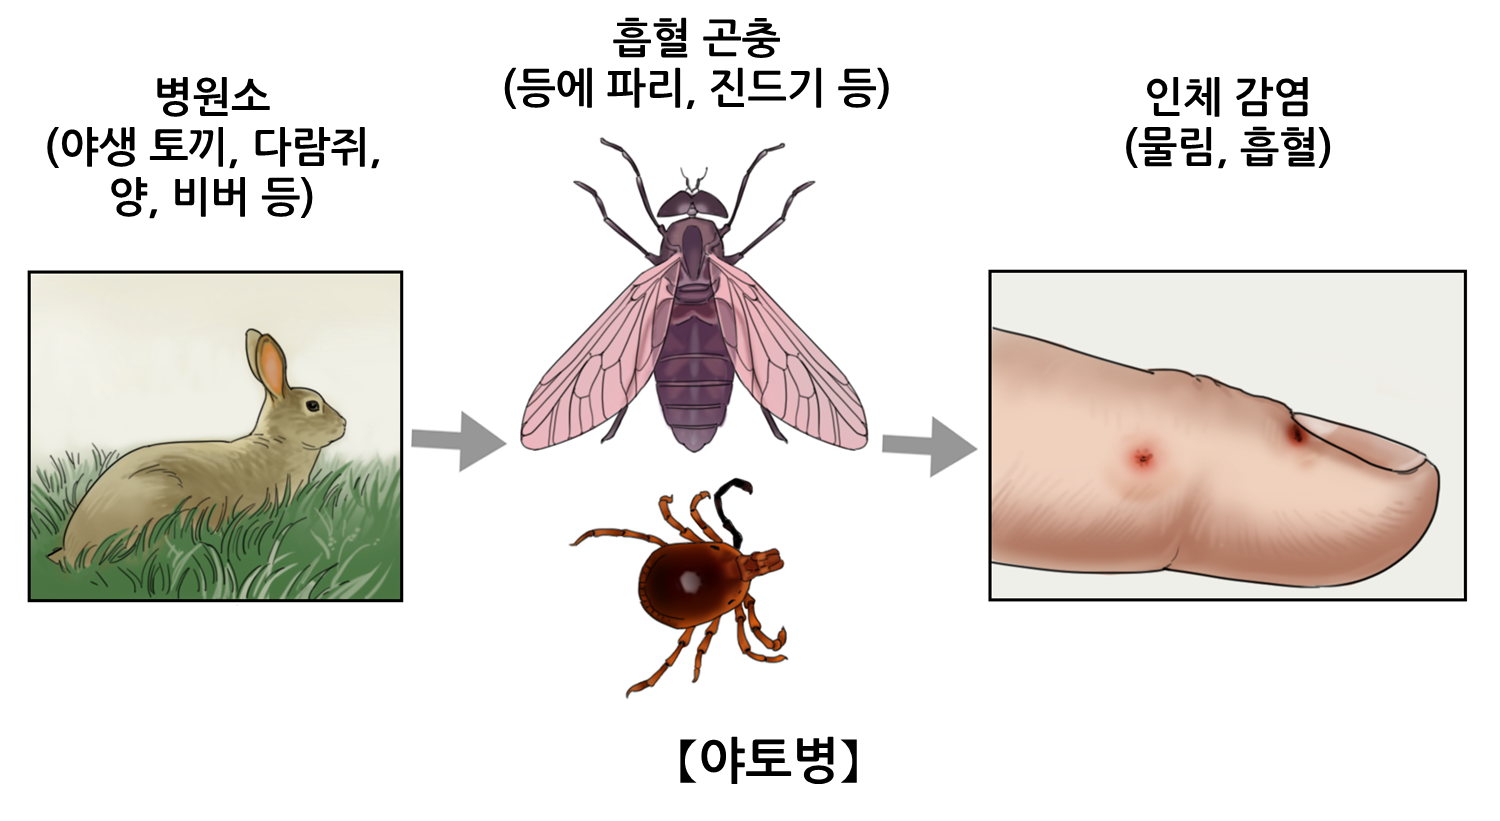 병원소
(야생 토끼, 다람쥐,
양, 비버 등)
흡혈 곤충
(등에 파리, 진드기 등)
인체 감염
(물림, 흡혈)
【야토병】